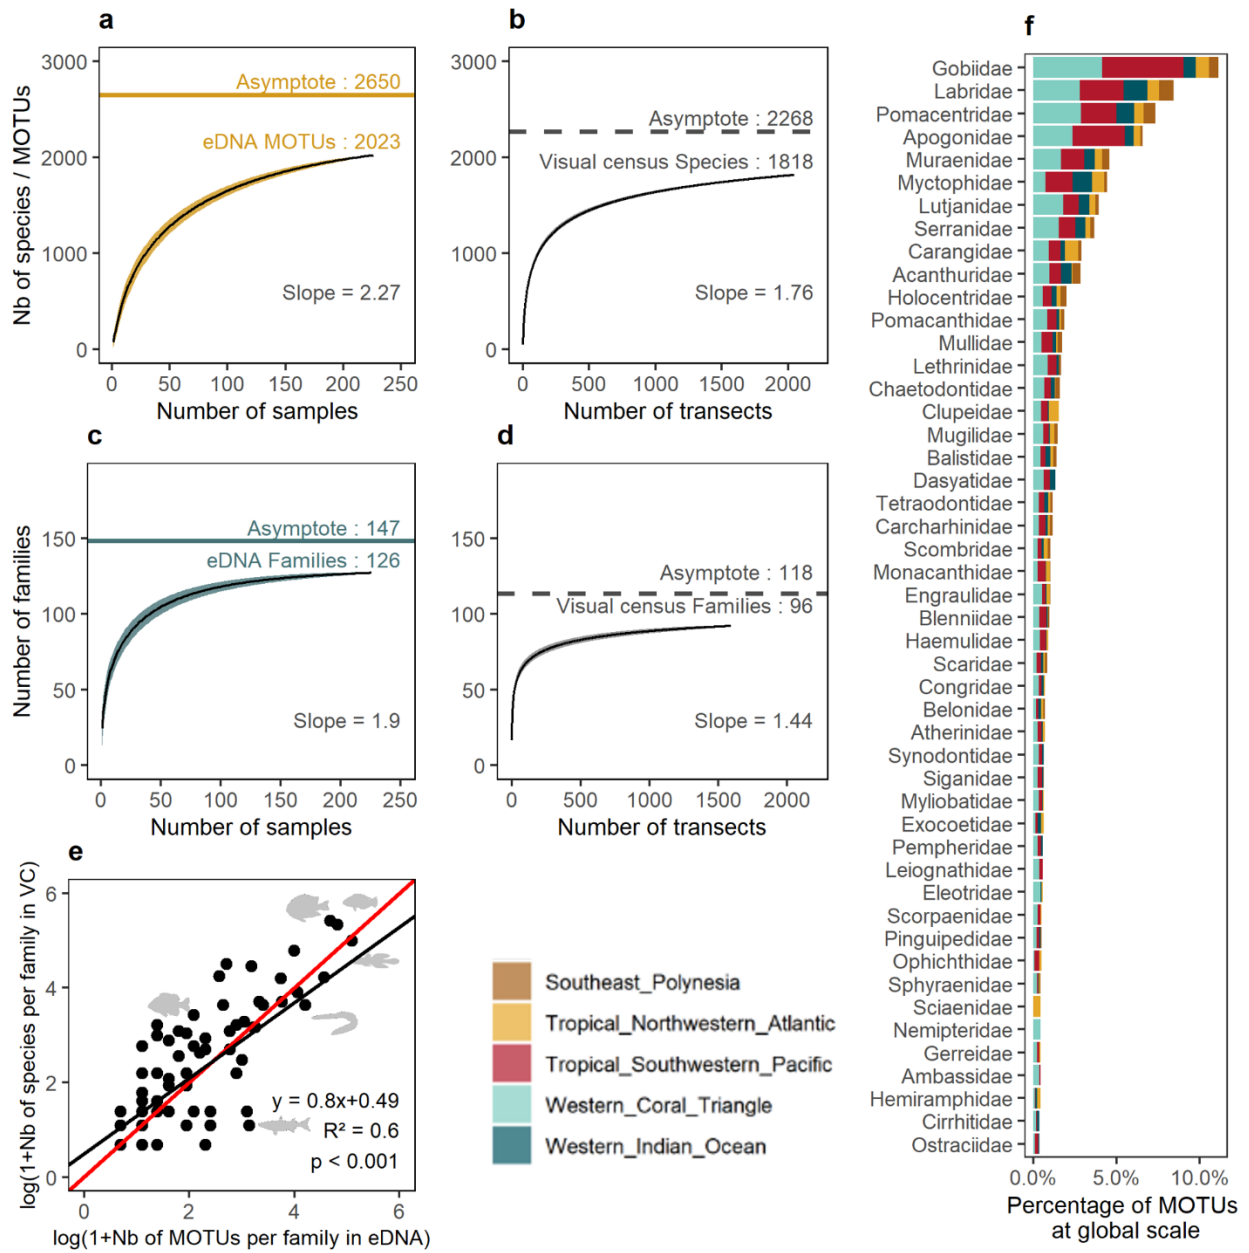 a
Nb of species / MOTUs
3000
2000
1000
0
Asymptote : 2650
eDNA MOTUs : 2023
Slope = 2.27
0 50 100 150 200 250
Number of samples
b
3000
2000
1000
0
Asymptote : 2268
Visual census Species : 1818
Slope = 1.76
0 500 1000 1500 2000
Number of transects
c
Number of families
150
100
50
0
Asymptote : 147
eDNA Families : 126
Slope = 1.9
0 50 100 150 200 250
Number of samples
d
150
100
50
0
Asymptote : 118
Visual census Families : 96
Slope = 1.44
0 500 1000 1500 2000
Number of transects
e
log(1+Nb of species per family in VC)
6
4
2
0
y = 0.8x+0.49
R² = 0.6
p < 0.001
0 2 4 6
log(1+Nb of MOTUs per family in eDNA)
Southeast_Polynesia
Tropical_Northwestern_Atlantic
Tropical_Southwestern_Pacific
Western_Coral_Triangle
Western_Indian_Ocean
f
Gobiidae
Labridae
Pomacentridae
Apogonidae
Muraenidae
Myctophidae
Lutjanidae
Serranidae
Carangidae
Acanthuridae
Holocentridae
Pomacanthidae
Mullidae
Lethrinidae
Chaetodontidae
Clupeidae
Mugilidae
Balistidae
Dasyatidae
Tetraodontidae
Carcharhinidae
Scombridae
Monacanthidae
Engraulidae
Blenniidae
Haemulidae
Scaridae
Congridae
Belonidae
Atherinidae
Synodontidae
Siganidae
Myliobatidae
Exocoetidae
Pempheridae
Leiognathidae
Eleotridae
Scorpaenidae
Pinguipedidae
Ophichthidae
Sphyraenidae
Sciaenidae
Nemipteridae
Gerreidae
Ambassidae
Hemiramphidae
Cirrhitidae
Ostraciidae
0.0% 5.0% 10.0%
Percentage of MOTUs
at global scale